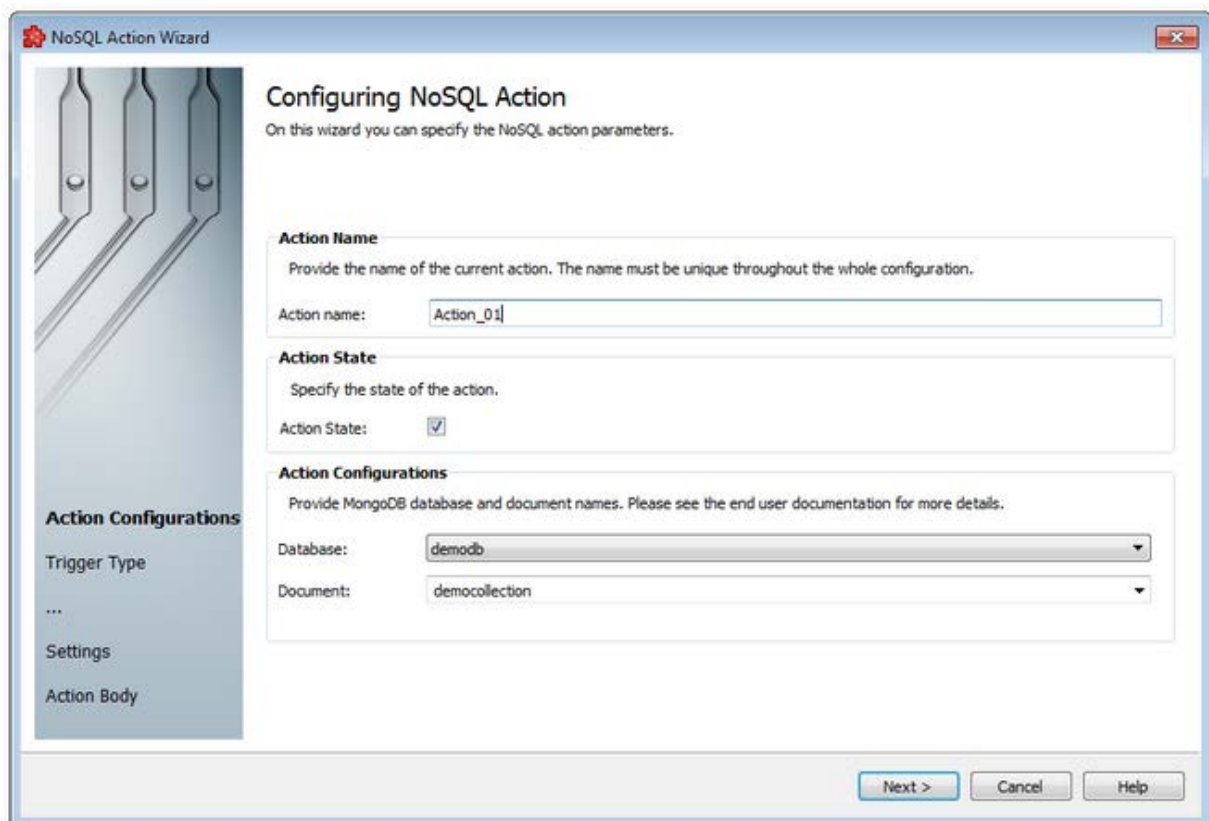 NoSQL Action Wizard
Configuring NoSQL Action
On this wizard you can specify the NoSQL action parameters.
Action Name
Provide the name of the current action. The name must be unique throughout the whole configuration.
Action name: Action_01
Action State
Specify the state of the action.
Action State:
Action Configurations
Provide MongoDB database and document names. Please see the end user documentation for more details.
Database: demodb
Document: democollection
Action Configurations
Trigger Type
...
Settings
Action Body
Next > Cancel Help